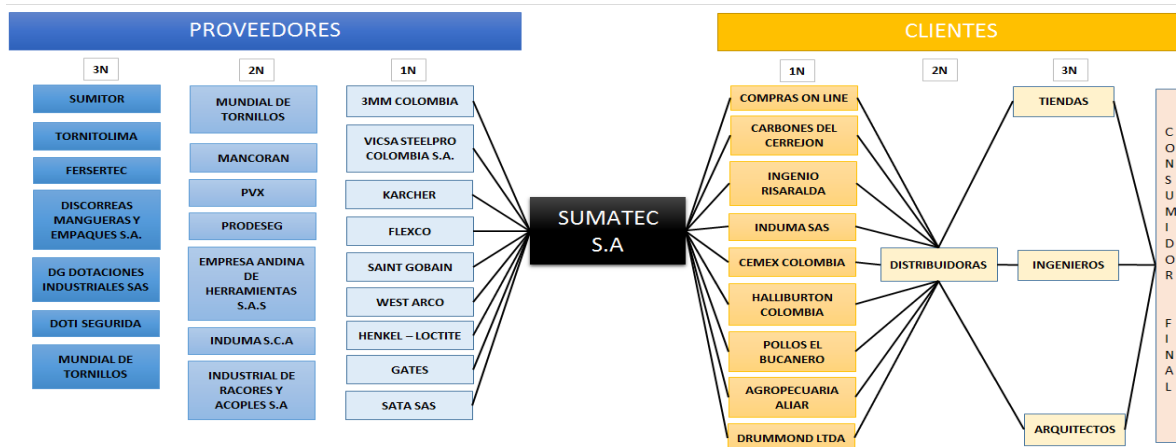 PROVEEDORES
3N
SUMITOR
TORNITOLIMA
FERSERTEC
DISCORREAS
MANGUERAS Y
EMPAQUES S.A.
DG DOTACIONES
INDUSTRIALES SAS
DOTI SEGURIDA
MUNDIAL DE
TORNILLOS
2N
MUNDIAL DE
TORNILLOS
MANCORAN
PVX
PRODESEG
EMPRESA ANDINA
DE
HERRAMIENTAS
S.A.S
INDUMA S.C.A
INDUSTRIAL DE
RACORES Y
ACOPLES S.A
1N
3MM COLOMBIA
VICSA STEELPRO
COLOMBIA S.A.
KARCHER
FLEXCO
SAINT GOBAIN
WEST ARCO
HENKEL – LOCTITE
GATES
SATA SAS
SUMATEC
S.A
CLIENTES
1N
COMPRAS ON LINE
CARBONES DEL
CERREJON
INGENIO
RISARALDA
INDUMA SAS
CEMEX COLOMBIA
HALLIBURTON
COLOMBIA
POLLOS EL
BUCANERO
AGROPECUARIA
ALIAR
DRUMMOND LTDA
2N
DISTRIBUIDORAS
3N
TIENDAS
INGENIEROS
ARQUITECTOS
CONSUMIDOR FINAL